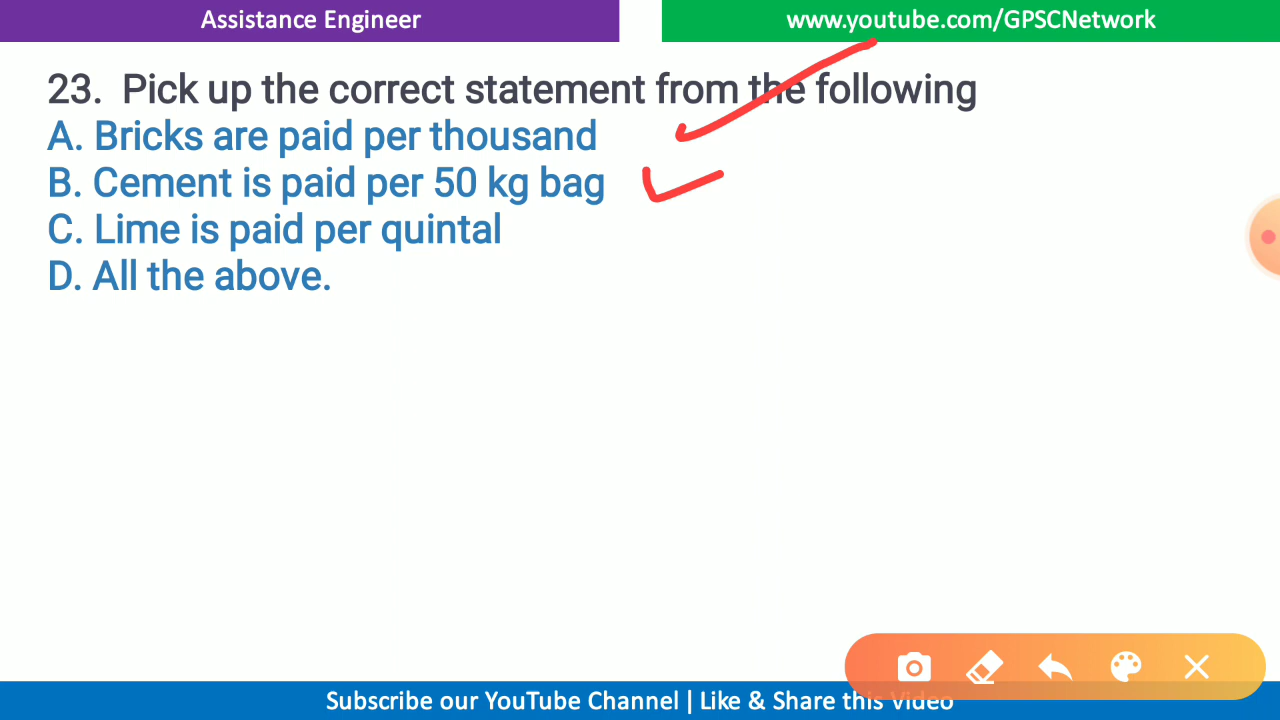 Assistance Engineer
www.youtube.com/GPSCNetwork
23. Pick up the correct statement from the following
A. Bricks are paid per thousand
B. Cement is paid per 50 kg bag
C. Lime is paid per quintal
D. All the above.
Subscribe our YouTube Channel | Like & Share this Video